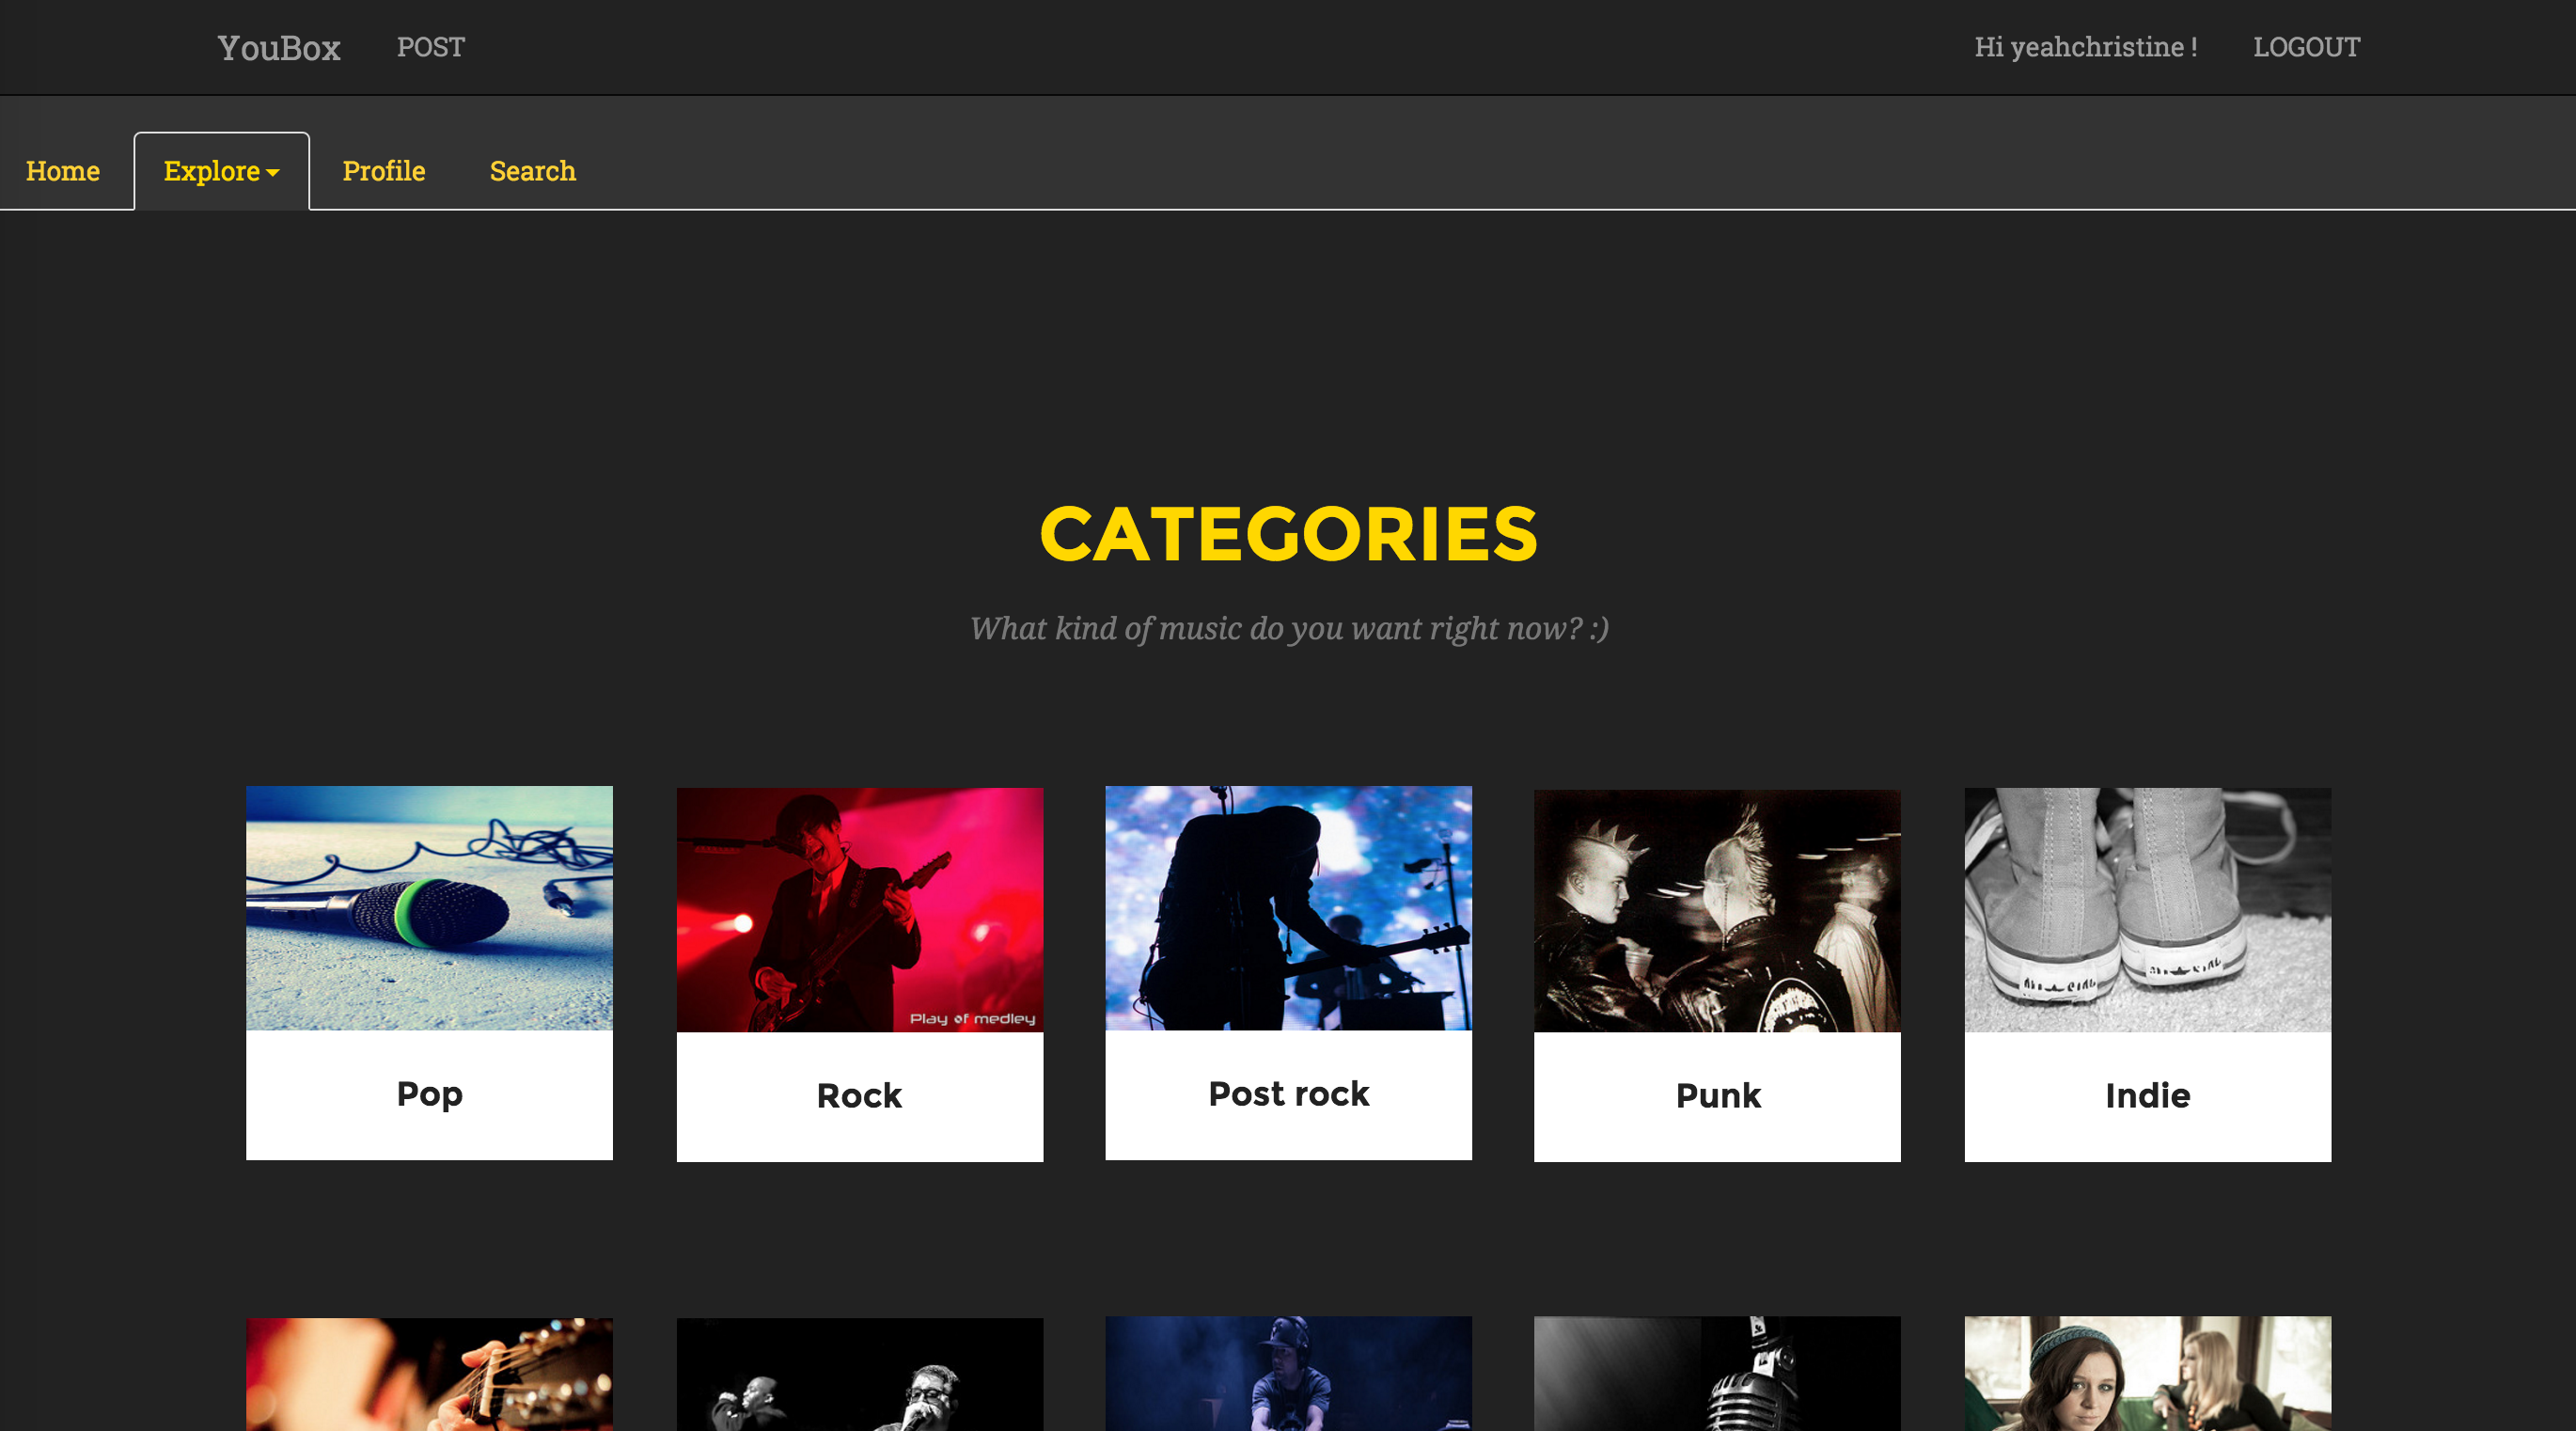 YouBox POST Hi yeahchristine ! LOGOUT
Home Explore Profile Search
CATEGORIES
What kind of music do you want right now? :)
Play of medley
Pop Rock Post rock Punk Indie